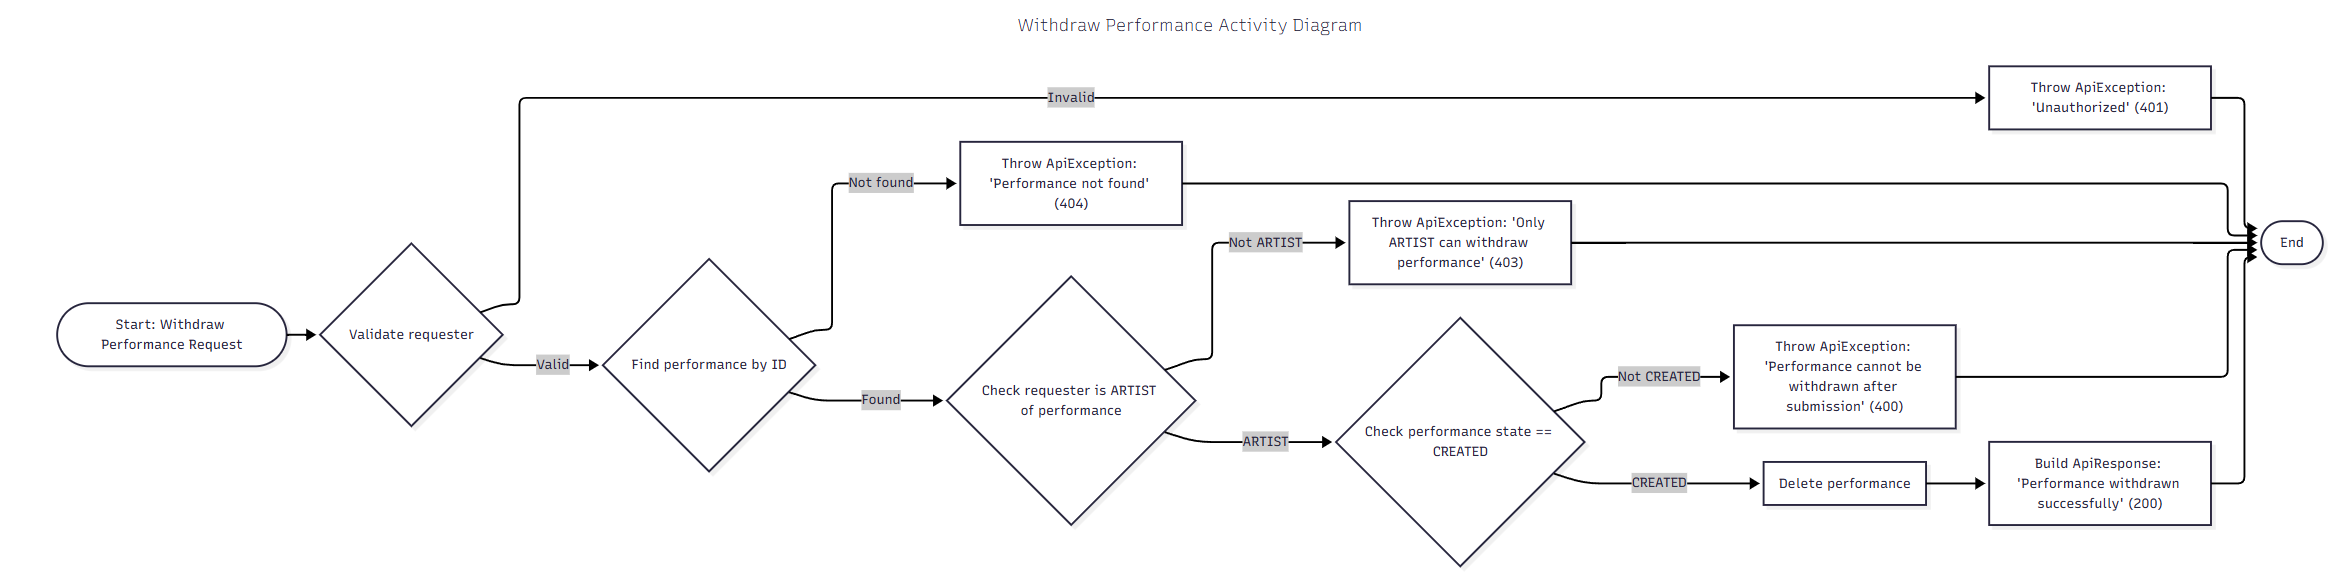 Withdraw Performance Activity Diagram
Invalid
Throw ApiException:
'Unauthorized' (401)
Not found
Throw ApiException:
'Performance not found'
(404)
Not ARTIST
Throw ApiException: 'Only
ARTIST can withdraw
performance' (403)
End
Start: Withdraw
Performance Request
Validate requester
Valid
Find performance by ID
Found
Check requester is ARTIST
of performance
ARTIST
Check performance state ==
CREATED
Not CREATED
Throw ApiException:
'Performance cannot be
withdrawn after
submission' (400)
CREATED
Delete performance
Build ApiResponse:
'Performance withdrawn
successfully' (200)